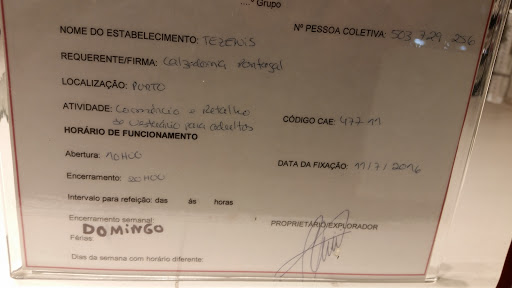 ...." Grupo
NOME DO ESTABELECIMENTO: TEZENIS Nº PESSOA COLETIVA: 503 729 256
REQUERENTE/FIRMA: Calzedonia Portugal
LOCALIZAÇÃO: PORTO
ATIVIDADE: Comércio a Retalho
de Vestuário para adultos CÓDIGO CAE: 47711
HORÁRIO DE FUNCIONAMENTO
Abertura: 10H00 DATA DA FIXAÇÃO: 11/7/2016
Encerramento: 20H00
Intervalo para refeição: das às horas
Encerramento semanal: PROPRIETÁRIO/EXPLORADOR
DOMINGO
Férias:
Dias da semana com horário diferente: